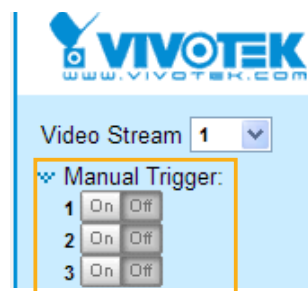 VIVOTEK
www.vivotek.com
Video Stream 1
Manual Trigger:
1 On Off
2 On Off
3 On Off